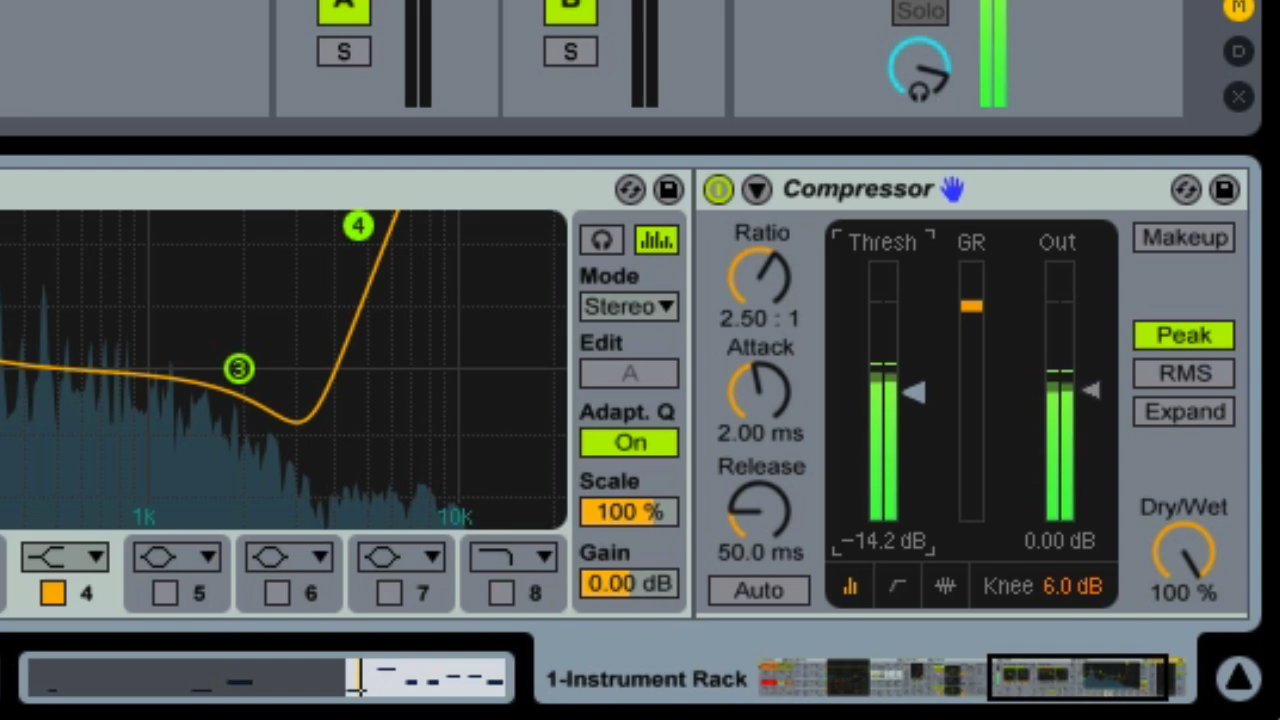 A
B
M
Solo
S
S
D
X
Compressor
4
3
1K
10K
Mode
Stereo
Edit
A
Adapt. Q
On
Scale
100 %
Gain
0.00 dB
4
5
6
7
8
Ratio
2.50 : 1
Attack
2.00 ms
Release
50.0 ms
Auto
Thresh
GR
Out
-14.2 dB
0.00 dB
Knee 6.0 dB
Makeup
Peak
RMS
Expand
Dry/Wet
100 %
1-Instrument Rack